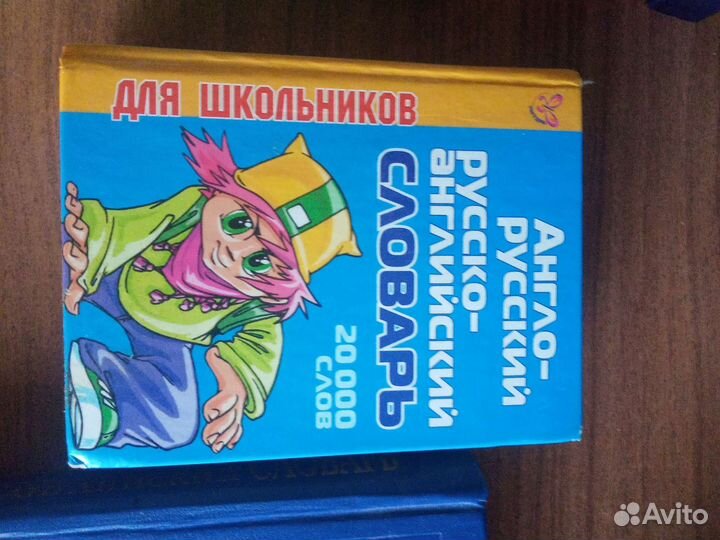 Англо-
русский
русско-
английский
СЛОВАРЬ
20 000
СЛОВ
ДЛЯ ШКОЛЬНИКОВ
Avito